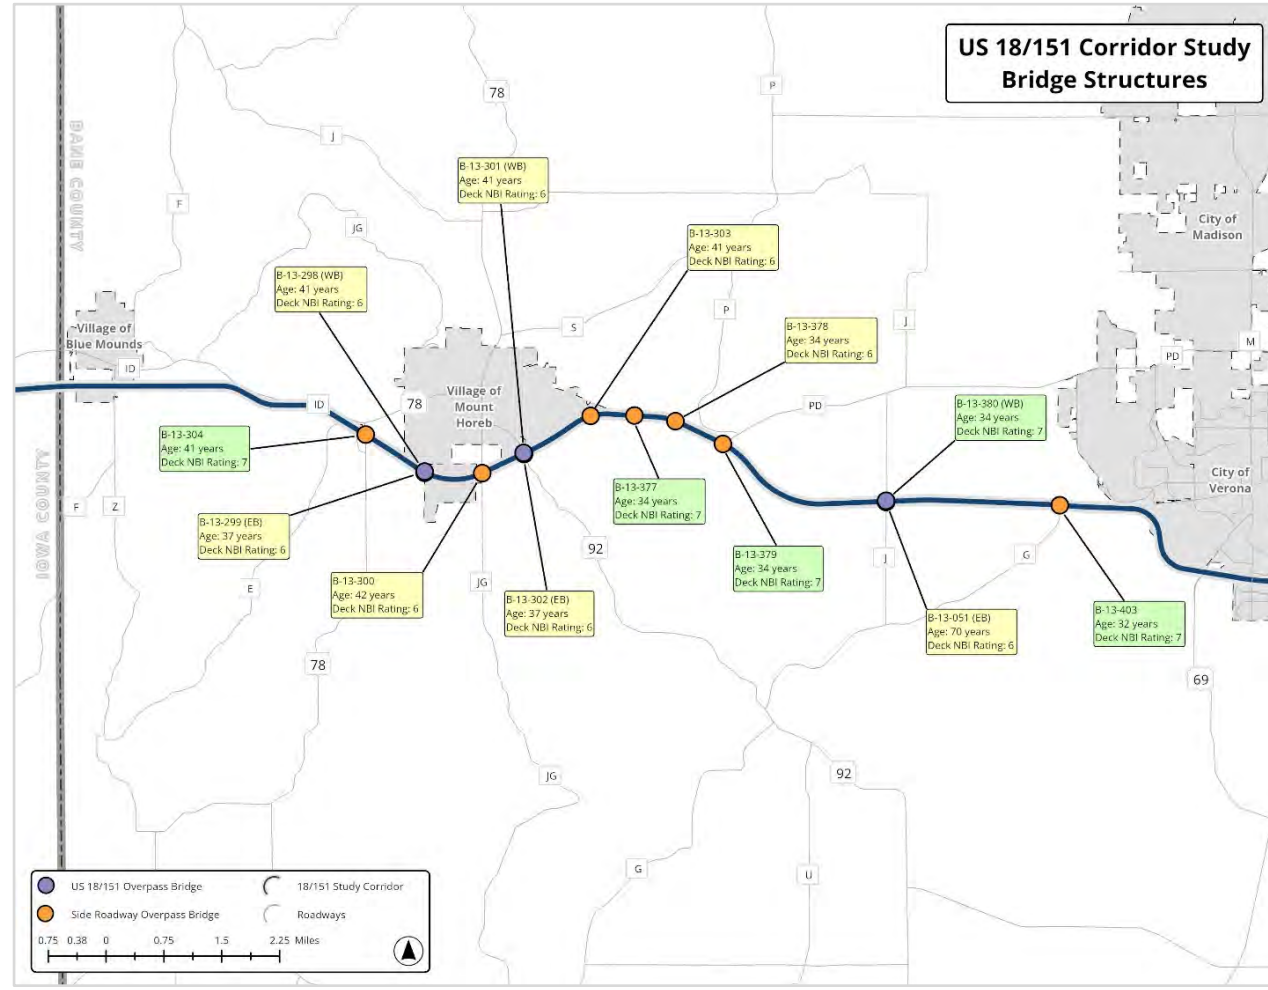 US 18/151 Corridor Study
Bridge Structures
78
P
DANE COUNTY
J
B-13-301 (WB)
Age: 41 years
Deck NBI Rating: 6
F
City of
Madison
JG
B-13-303
Age: 41 years
Deck NBI Rating: 6
B-13-298 (WB)
Age: 41 years
Deck NBI Rating: 6
P
J
S
B-13-378
Age: 34 years
Deck NBI Rating: 6
Village of
Blue Mounds
M
PD
ID
Village of
Mount
Horeb
78
ID
PD
B-13-380 (WB)
Age: 34 years
Deck NBI Rating: 7
B-13-304
Age: 41 years
Deck NBI Rating: 7
City of
Verona
IOWA COUNTY
B-13-377
Age: 34 years
Deck NBI Rating: 7
F
Z
B-13-299 (EB)
Age: 37 years
Deck NBI Rating: 6
92
B-13-379
Age: 34 years
Deck NBI Rating: 7
J
G
E
B-13-300
Age: 42 years
Deck NBI Rating: 6
JG
B-13-302 (EB)
Age: 37 years
Deck NBI Rating: 6
B-13-051 (EB)
Age: 70 years
Deck NBI Rating: 6
B-13-403
Age: 32 years
Deck NBI Rating: 7
78
69
JG
92
G
U
US 18/151 Overpass Bridge
18/151 Study Corridor
Side Roadway Overpass Bridge
Roadways
0.75 0.38 0 0.75 1.5 2.25 Miles